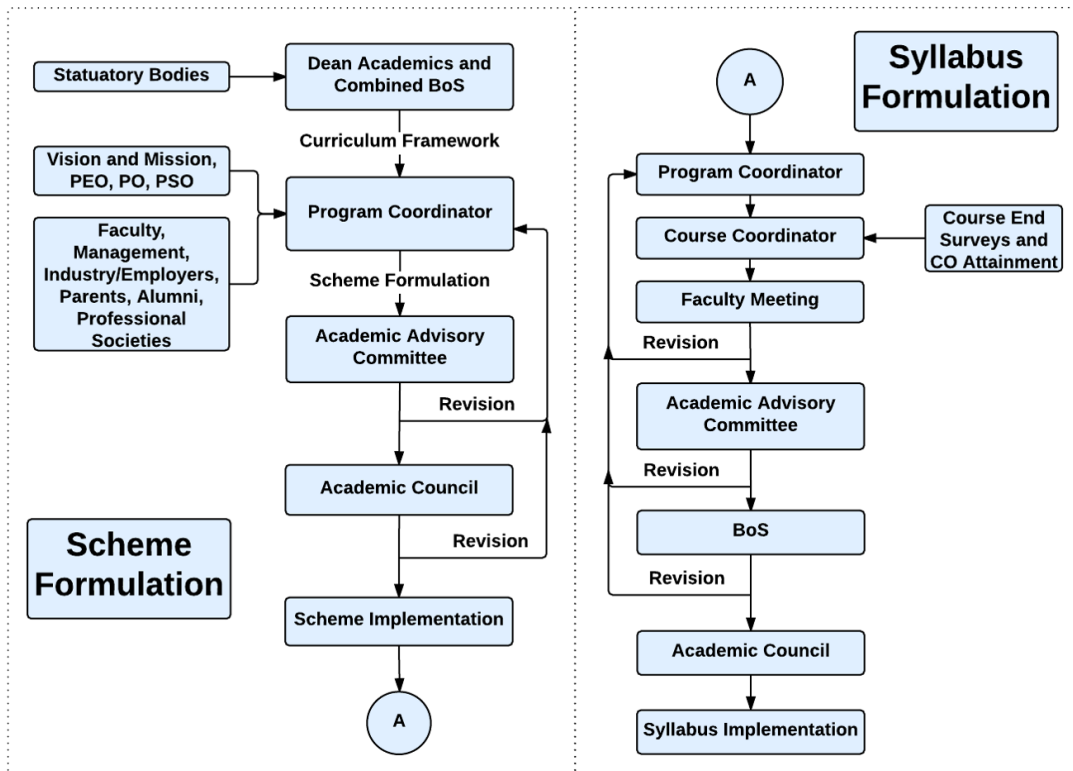 Statuatory Bodies
Dean Academics and
Combined BoS
Curriculum Framework
Vision and Mission,
PEO, PO, PSO
Program Coordinator
Faculty,
Management,
Industry/Employers,
Parents, Alumni,
Professional
Societies
Scheme Formulation
Academic Advisory
Committee
Revision
Academic Council
Revision
Scheme
Formulation
Scheme Implementation
A
A
Syllabus
Formulation
Program Coordinator
Course Coordinator
Course End
Surveys and
CO Attainment
Faculty Meeting
Revision
Academic Advisory
Committee
Revision
BoS
Revision
Academic Council
Syllabus Implementation